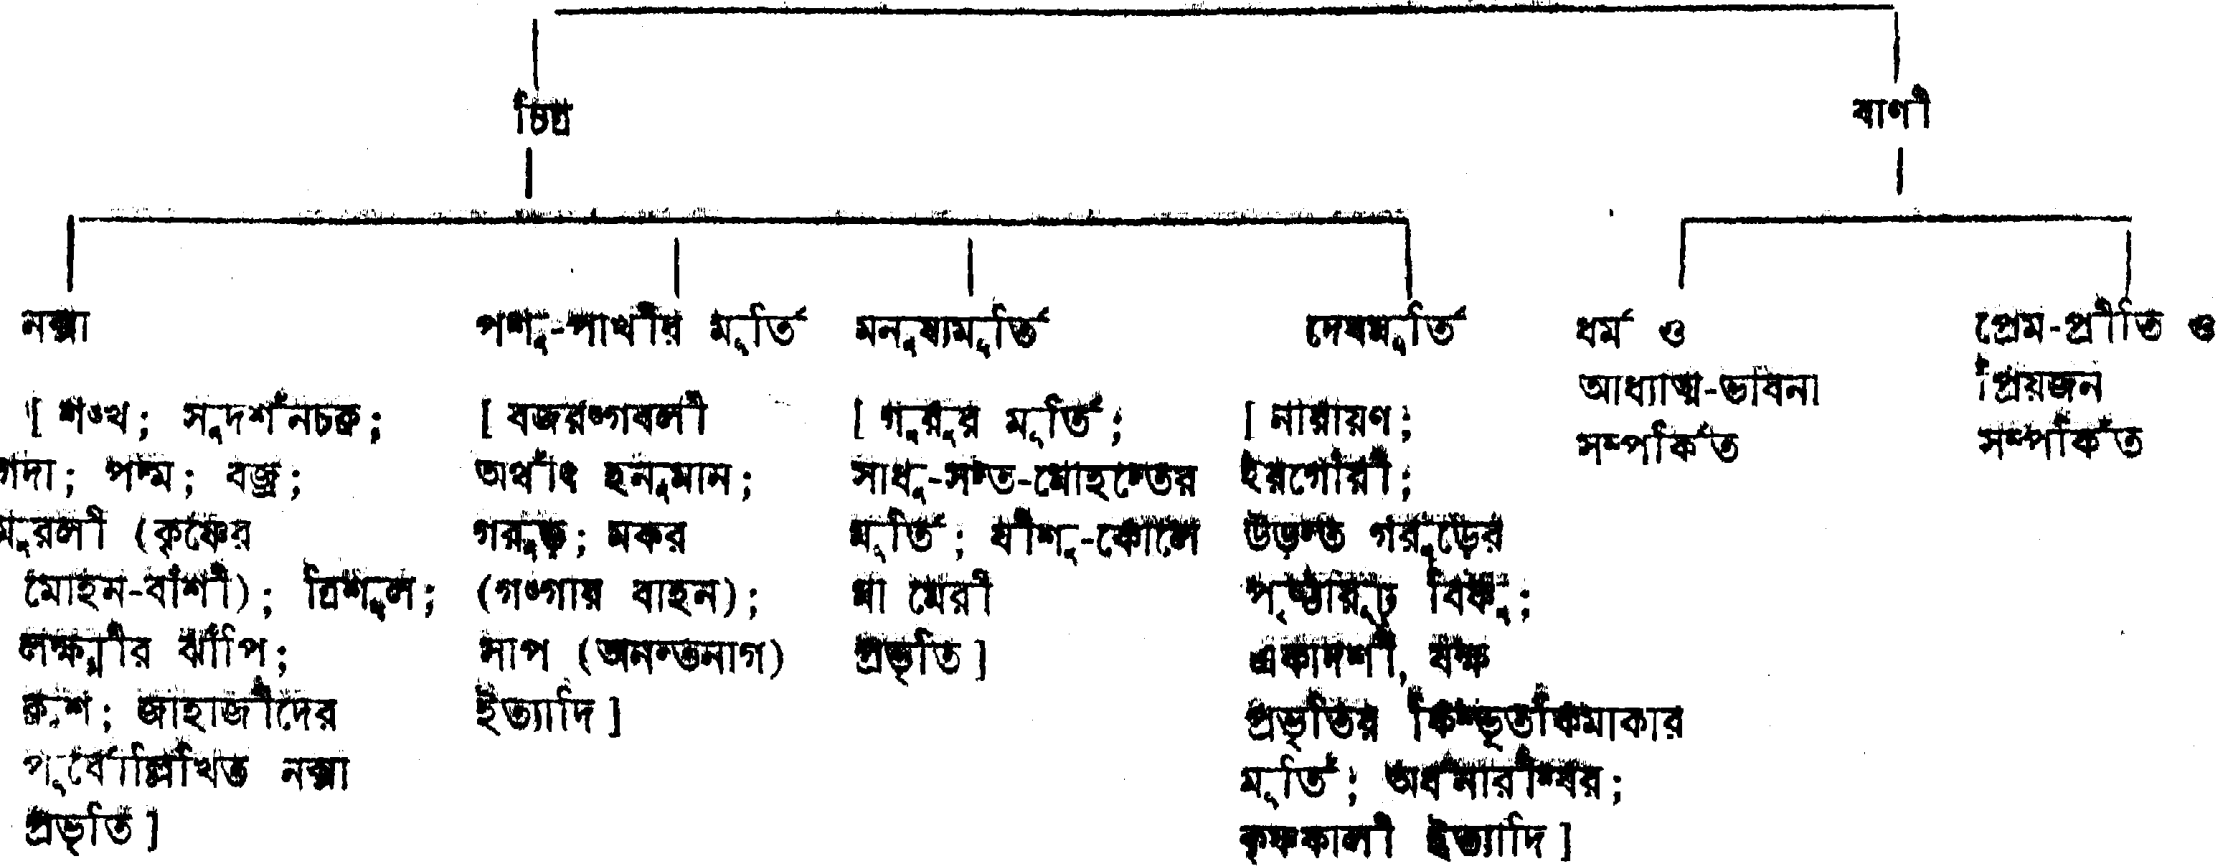 চিত্র
বাণী
নক্সা
[ শঙ্খ; সুদর্শনচক্র;
গদা; পদ্ম; বজ্র;
মুরলী (কৃষ্ণের
মোহন-বাঁশী); ত্রিশূল;
লক্ষ্মীর ঝাঁপি;
ক্রুশ; জাহাজীদের
পূর্বোল্লিখিত নক্সা
প্রভৃতি ]
পশু-পাখীর মূর্তি
[ বজরঙ্গবলী
অর্থাৎ হনুমান;
গরুড়; মকর
(গঙ্গার বাহন);
সাপ (অনন্তনাগ)
ইত্যাদি ]
মনুষ্যমূর্তি
[ গুরুর মূর্তি;
সাধু-সন্ত-মোহন্তের
মূর্তি; যীশু-কোলে
মা মেরী
প্রভৃতি ]
দেবমূর্তি
[ নারায়ণ;
হরগৌরী;
উড়ন্ত গরুড়ের
পৃষ্ঠারূঢ় বিষ্ণু;
একাদশী, যক্ষ
প্রভৃতির কিম্ভূতকিমাকার
মূর্তি; অর্ধনারীশ্বর;
কৃষ্ণকালী ইত্যাদি ]
ধর্ম ও
আধ্যাত্ম-ভাবনা
সম্পর্কিত
প্রেম-প্রীতি ও
প্রিয়জন
সম্পর্কিত